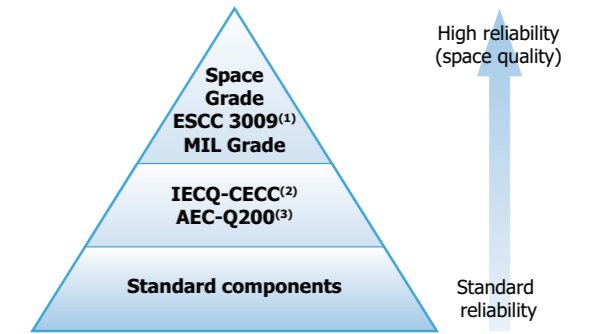 Space
Grade
ESCC 3009(1)
MIL Grade
IECQ-CECC(2)
AEC-Q200(3)
Standard components
High reliability
(space quality)
Standard
reliability